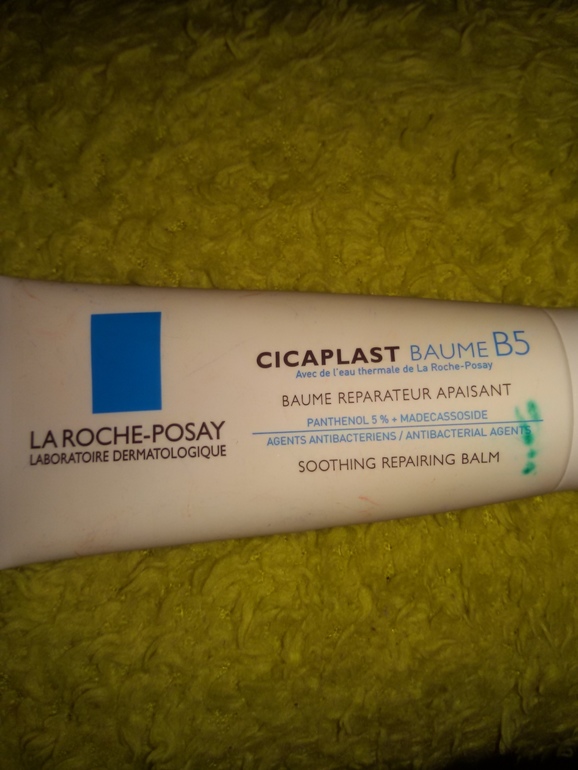 LA ROCHE-POSAY
LABORATOIRE DERMATOLOGIQUE
CICAPLAST BAUME B5
Avec de l'eau thermale de La Roche-Posay
BAUME REPARATEUR APAISANT
PANTHENOL 5 % + MADECASSOSIDE
AGENTS ANTIBACTERIENS / ANTIBACTERIAL AGENTS
SOOTHING REPAIRING BALM